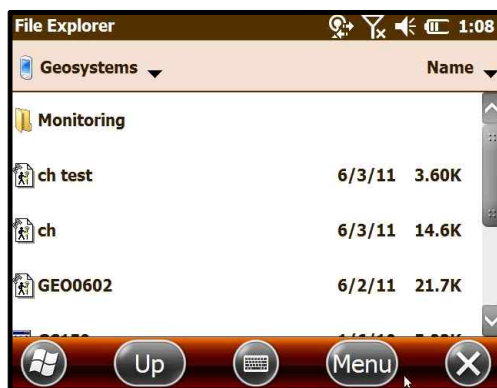 File Explorer 1:08
Geosystems Name
Monitoring
ch test 6/3/11 3.60K
ch 6/3/11 14.6K
GEO0602 6/2/11 21.7K
Up Menu